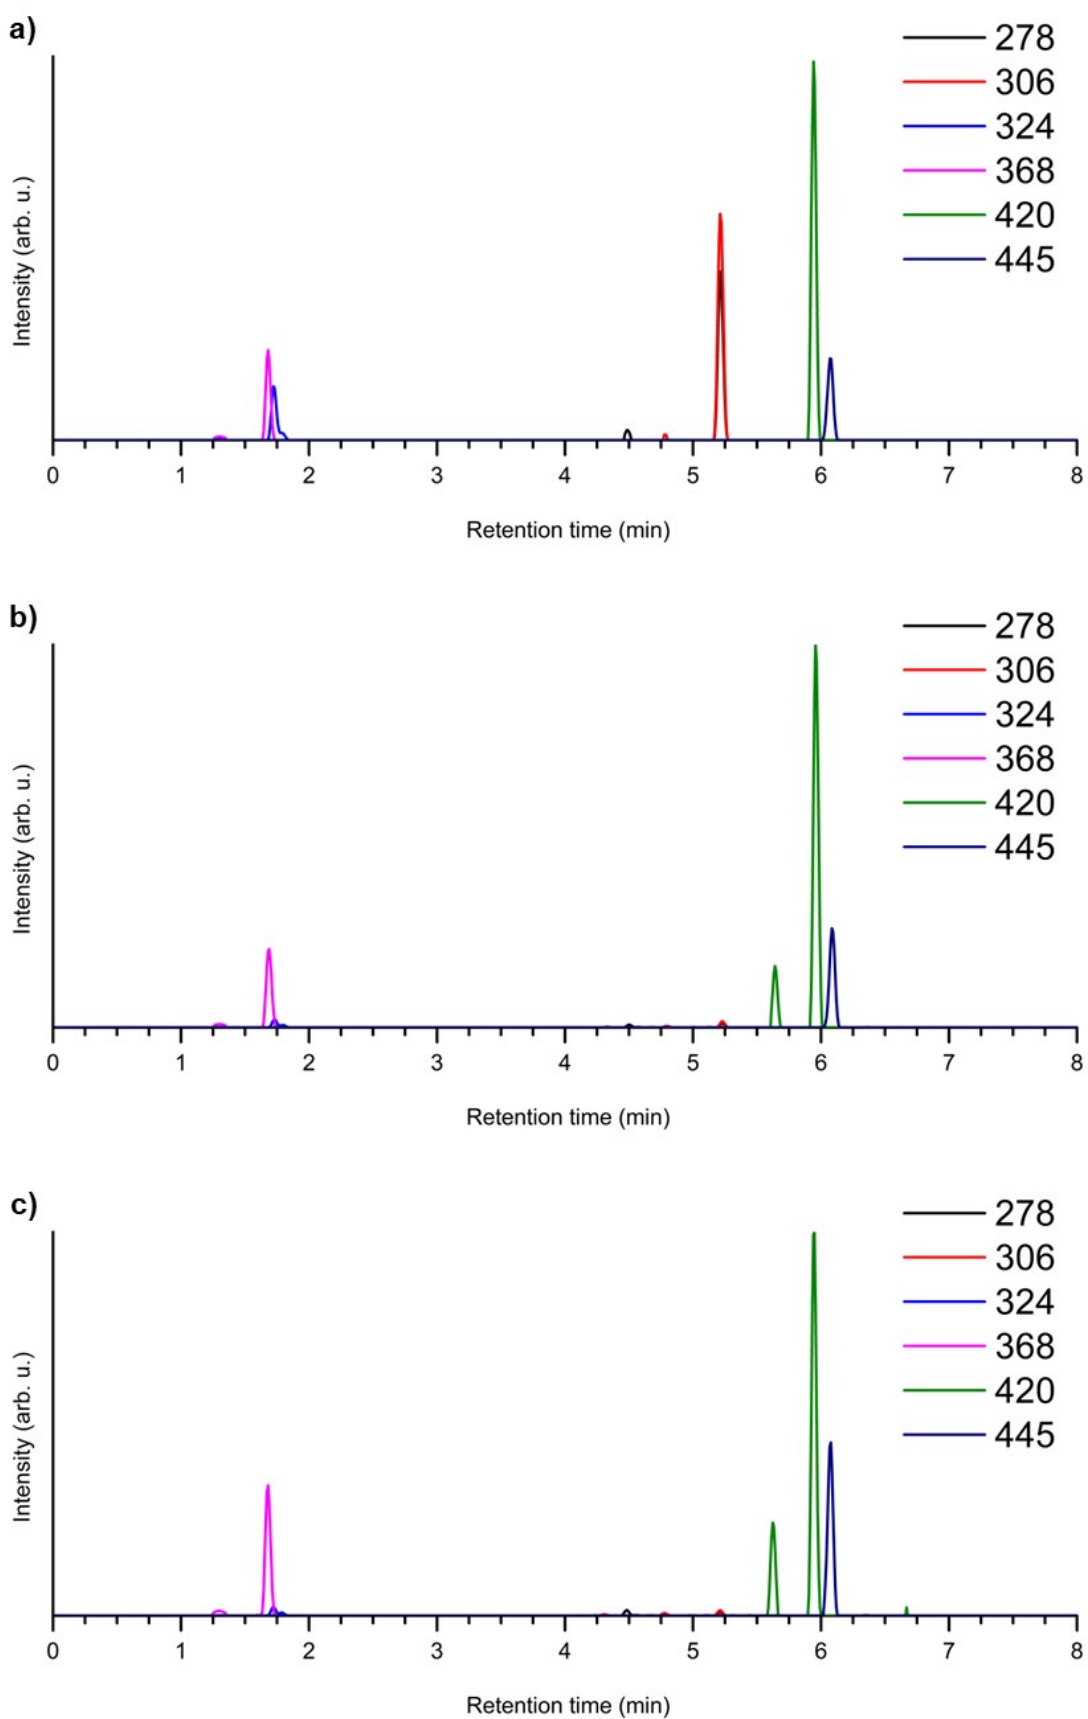 a)
278
306
324
368
420
445
Intensity (arb. u.)
0 1 2 3 4 5 6 7 8
Retention time (min)
b)
278
306
324
368
420
445
Intensity (arb. u.)
0 1 2 3 4 5 6 7 8
Retention time (min)
c)
278
306
324
368
420
445
Intensity (arb. u.)
0 1 2 3 4 5 6 7 8
Retention time (min)